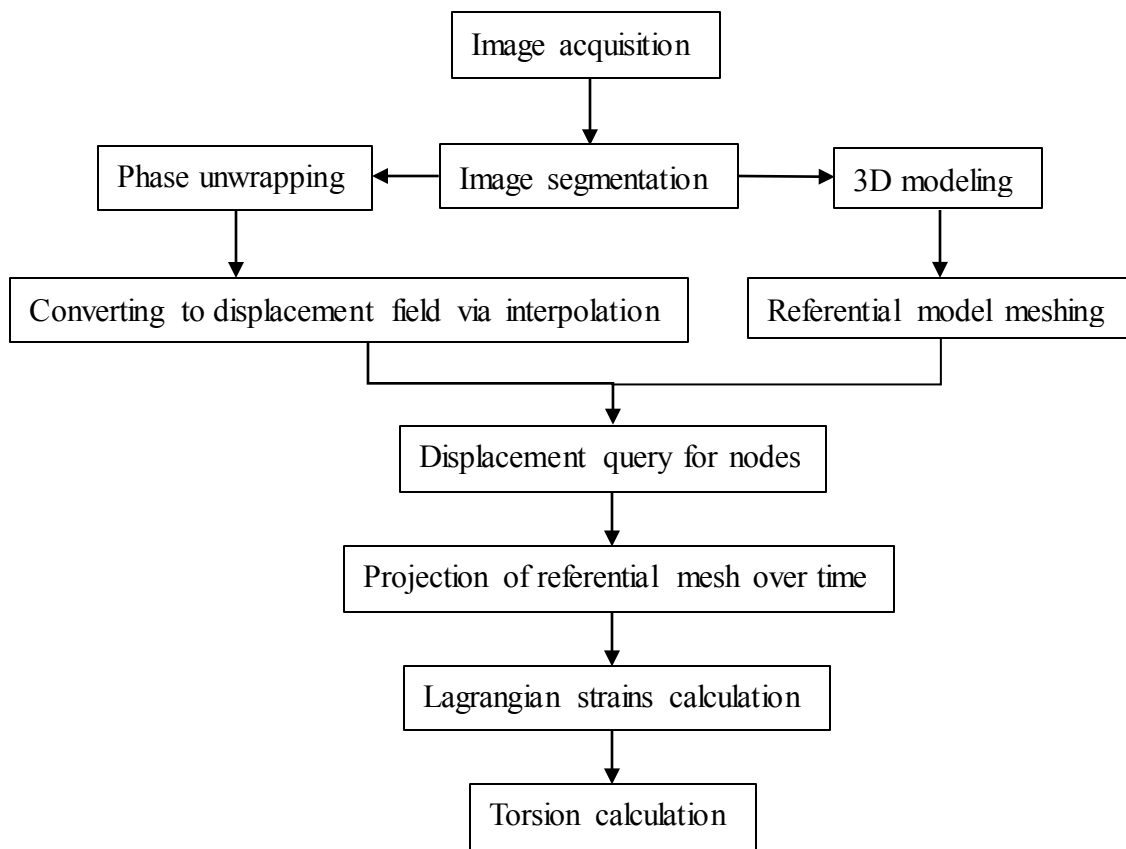 Image acquisition
Phase unwrapping
Image segmentation
3D modeling
Converting to displacement field via interpolation
Referential model meshing
Displacement query for nodes
Projection of referential mesh over time
Lagrangian strains calculation
Torsion calculation